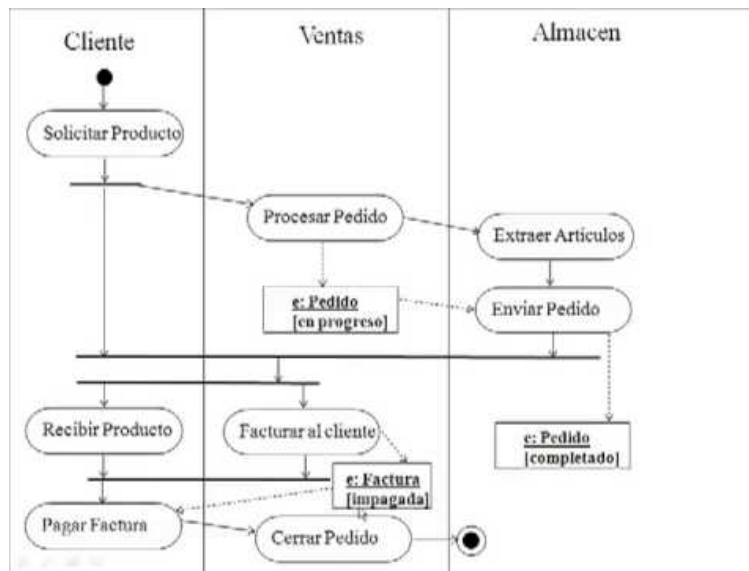 Cliente
Ventas
Almacen
Solicitar Producto
Procesar Pedido
Extraer Artículos
e: Pedido
[en progreso]
Enviar Pedido
Recibir Producto
Facturar al cliente
e: Pedido
[completado]
e: Factura
[impagada]
Pagar Factura
Cerrar Pedido